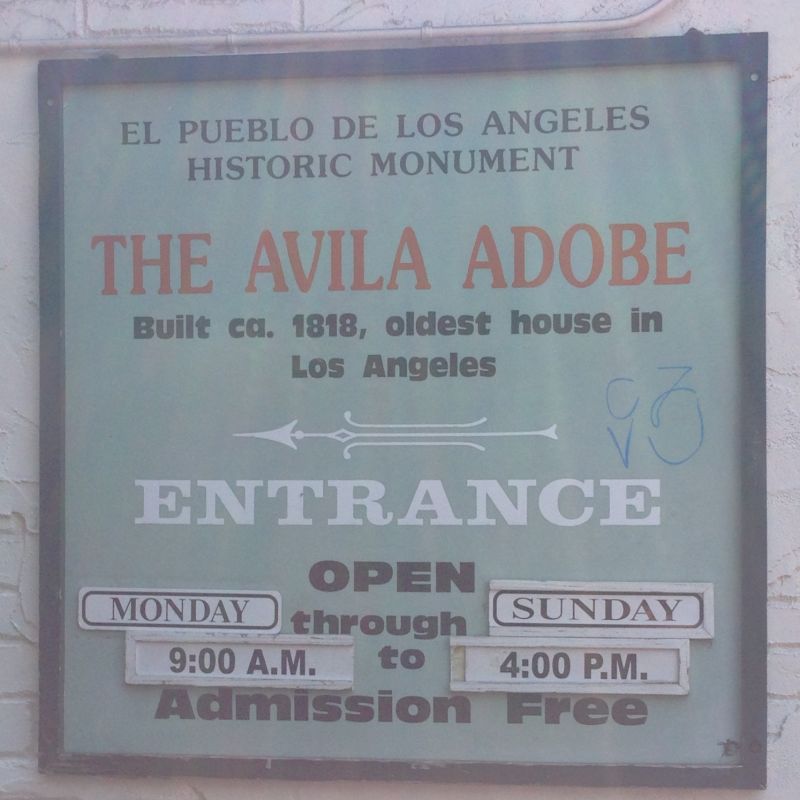 EL PUEBLO DE LOS ANGELES
HISTORIC MONUMENT
THE AVILA ADOBE
Built ca. 1818, oldest house in
Los Angeles
ENTRANCE
OPEN
MONDAY through SUNDAY
9:00 A.M. to 4:00 P.M.
Admission Free